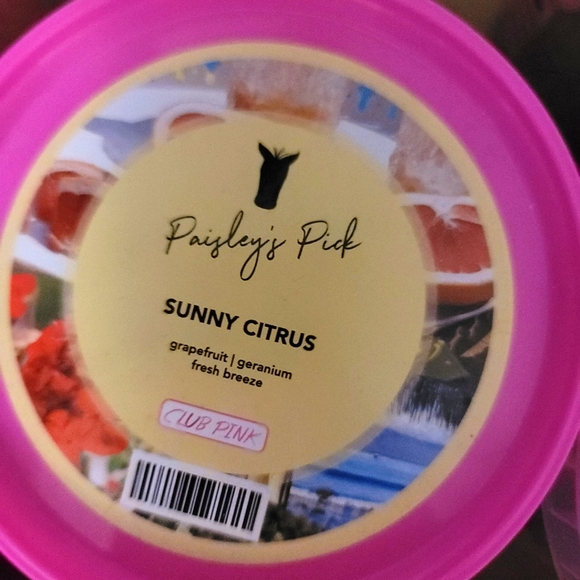 Paisley's Pick
SUNNY CITRUS
grapefruit | geranium
fresh breeze
CLUB PINK